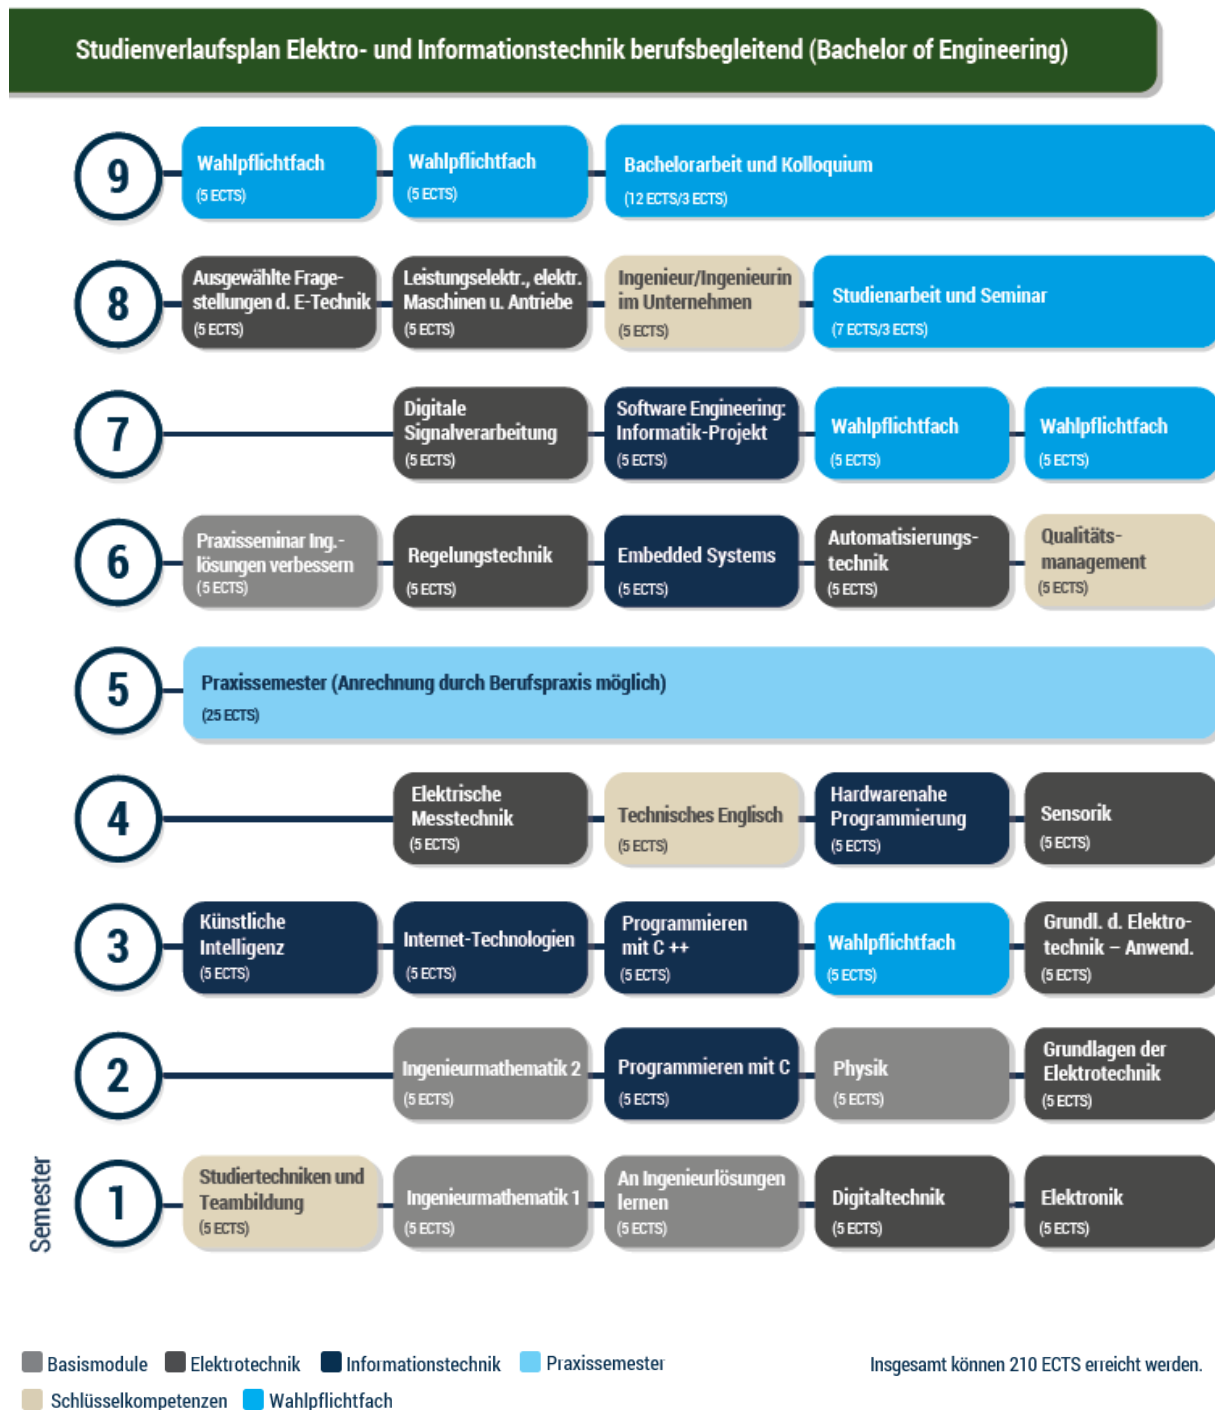 Studienverlaufsplan Elektro- und Informationstechnik berufsbegleitend (Bachelor of Engineering)
9
Wahlpflichtfach
(5 ECTS)
Wahlpflichtfach
(5 ECTS)
Bachelorarbeit und Kolloquium
(12 ECTS/3 ECTS)
8
Ausgewählte Frage-
stellungen d. E-Technik
(5 ECTS)
Leistungselektr., elektr.
Maschinen u. Antriebe
(5 ECTS)
Ingenieur/Ingenieurin
im Unternehmen
(5 ECTS)
Studienarbeit und Seminar
(7 ECTS/3 ECTS)
7
Digitale
Signalverarbeitung
(5 ECTS)
Software Engineering:
Informatik-Projekt
(5 ECTS)
Wahlpflichtfach
(5 ECTS)
Wahlpflichtfach
(5 ECTS)
6
Praxisseminar Ing.-
lösungen verbessern
(5 ECTS)
Regelungstechnik
(5 ECTS)
Embedded Systems
(5 ECTS)
Automatisierungs-
technik
(5 ECTS)
Qualitäts-
management
(5 ECTS)
5
Praxissemester (Anrechnung durch Berufspraxis möglich)
(25 ECTS)
4
Elektrische
Messtechnik
(5 ECTS)
Technisches Englisch
(5 ECTS)
Hardwarenahe
Programmierung
(5 ECTS)
Sensorik
(5 ECTS)
3
Künstliche
Intelligenz
(5 ECTS)
Internet-Technologien
(5 ECTS)
Programmieren
mit C ++
(5 ECTS)
Wahlpflichtfach
(5 ECTS)
Grundl. d. Elektro-
technik – Anwend.
(5 ECTS)
2
Ingenieurmathematik 2
(5 ECTS)
Programmieren mit C
(5 ECTS)
Physik
(5 ECTS)
Grundlagen der
Elektrotechnik
(5 ECTS)
Semester
1
Studiertechniken und
Teambildung
(5 ECTS)
Ingenieurmathematik 1
(5 ECTS)
An Ingenieurlösungen
lernen
(5 ECTS)
Digitaltechnik
(5 ECTS)
Elektronik
(5 ECTS)
Basismodule
Elektrotechnik
Informationstechnik
Praxissemester
Insgesamt können 210 ECTS erreicht werden.
Schlüsselkompetenzen
Wahlpflichtfach